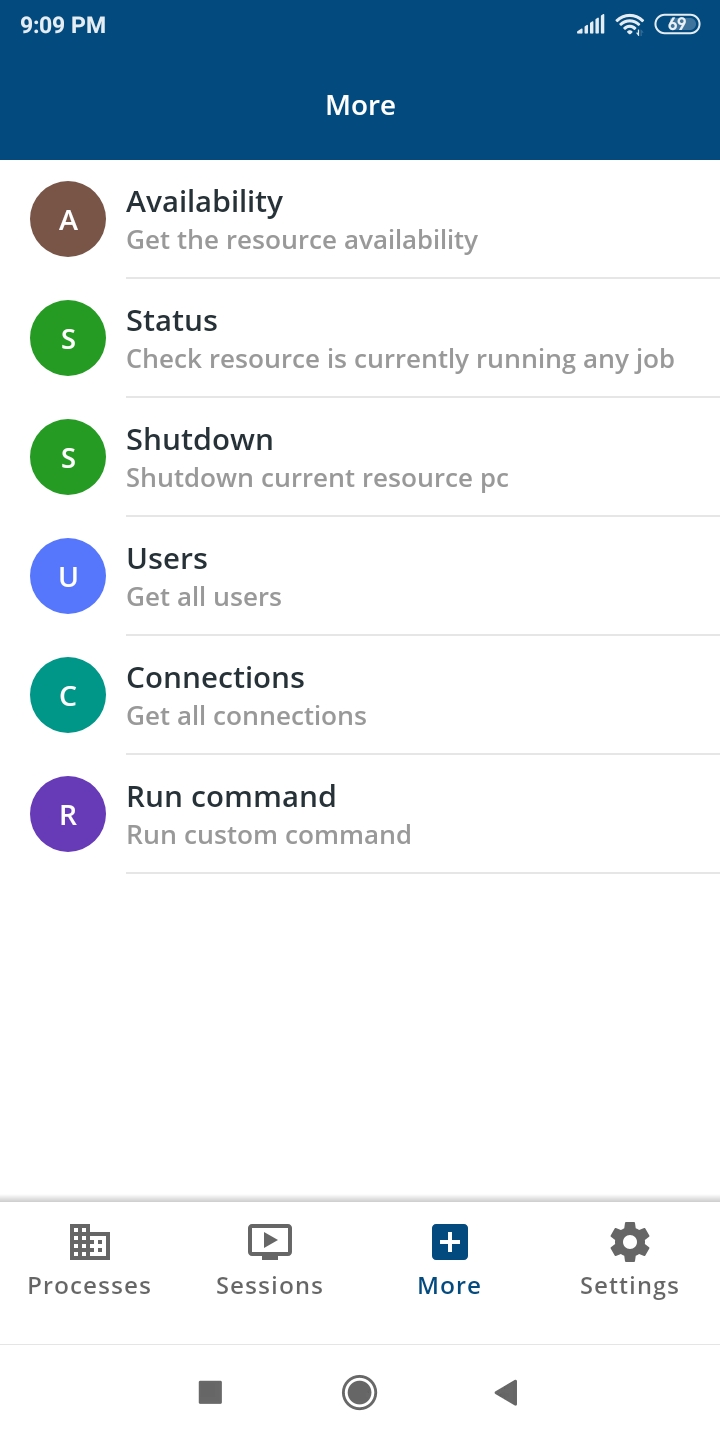 9:09 PM
69
More
A
Availability
Get the resource availability
S
Status
Check resource is currently running any job
S
Shutdown
Shutdown current resource pc
U
Users
Get all users
C
Connections
Get all connections
R
Run command
Run custom command
Processes
Sessions
More
Settings